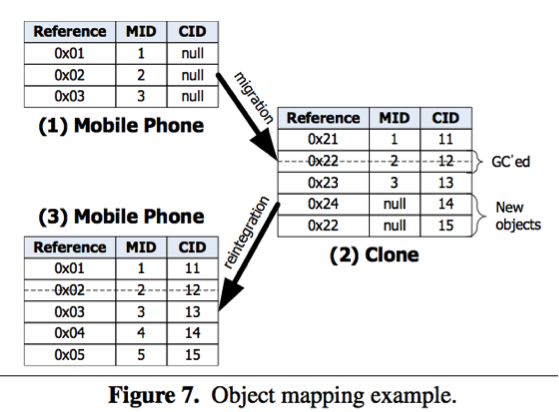 Reference MID CID
0x01 1 null
0x02 2 null
0x03 3 null
(1) Mobile Phone
migration
Reference MID CID
0x21 1 11
0x22 2 12
GC'ed
0x23 3 13
0x24 null 14
0x22 null 15
New
objects
(2) Clone
reintegration
(3) Mobile Phone
Reference MID CID
0x01 1 11
0x02 2 12
0x03 3 13
0x04 4 14
0x05 5 15
Figure 7. Object mapping example.